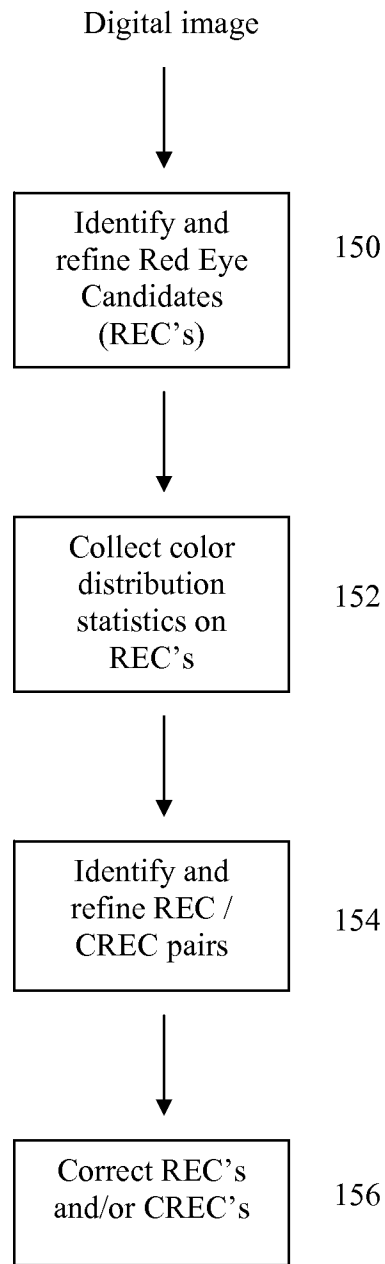 Digital image
Identify and
refine Red Eye
Candidates
(REC's)
150
Collect color
distribution
statistics on
REC’s
152
Identify and
refine REC /
CREC pairs
154
Correct REC's
and/or CREC's
156